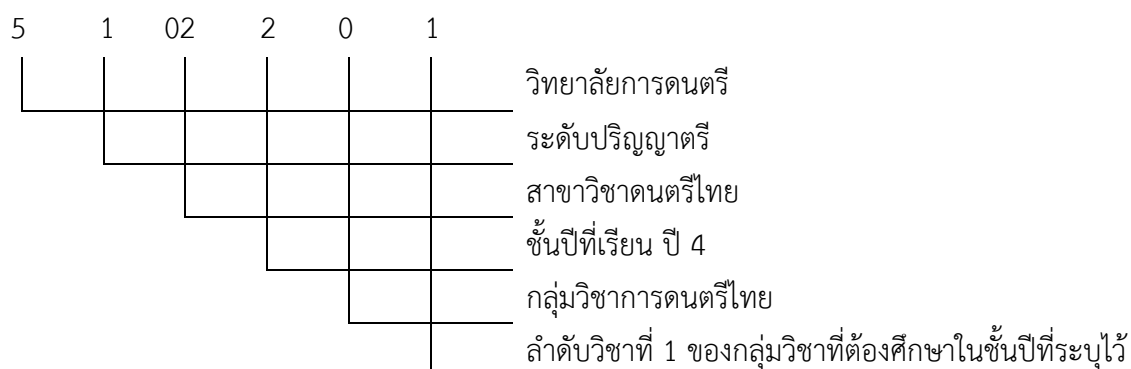 5 1 02 2 0 1
วิทยาลัยการดนตรี
ระดับปริญญาตรี
สาขาวิชาดนตรีไทย
ชั้นปีที่เรียน ปี 4
กลุ่มวิชาการดนตรีไทย
ลำดับวิชาที่ 1 ของกลุ่มวิชาที่ต้องศึกษาในชั้นปีที่ระบุไว้